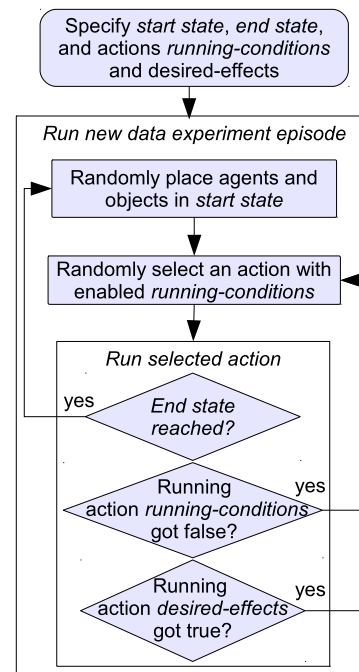 Specify start state, end state,
and actions running-conditions
and desired-effects
Run new data experiment episode
Randomly place agents and
objects in start state
Randomly select an action with
enabled running-conditions
Run selected action
yes
End state
reached?
Running
action running-conditions
got false?
yes
Running
action desired-effects
got true?
yes